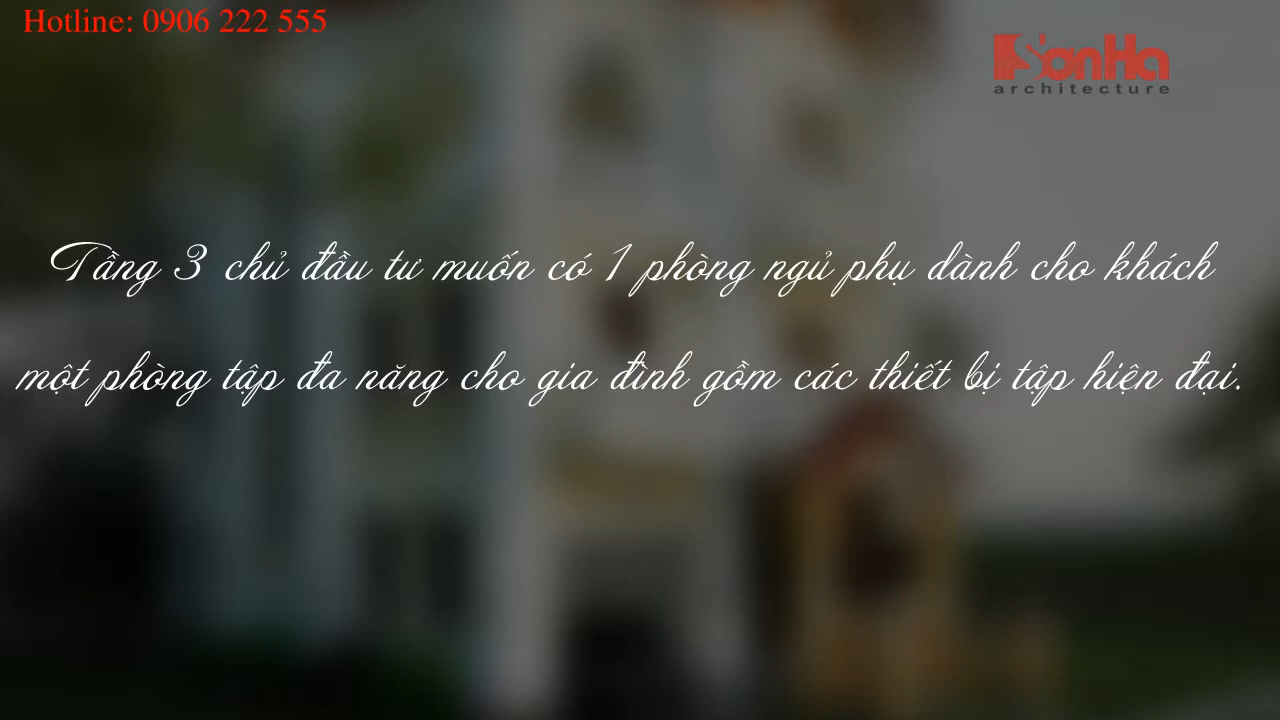 Hotline: 0906 222 555
SonHa
architecture
Tầng 3 chủ đầu tư muốn có 1 phòng ngủ phụ dành cho khách
một phòng tập đa năng cho gia đình gồm các thiết bị tập hiện đại.